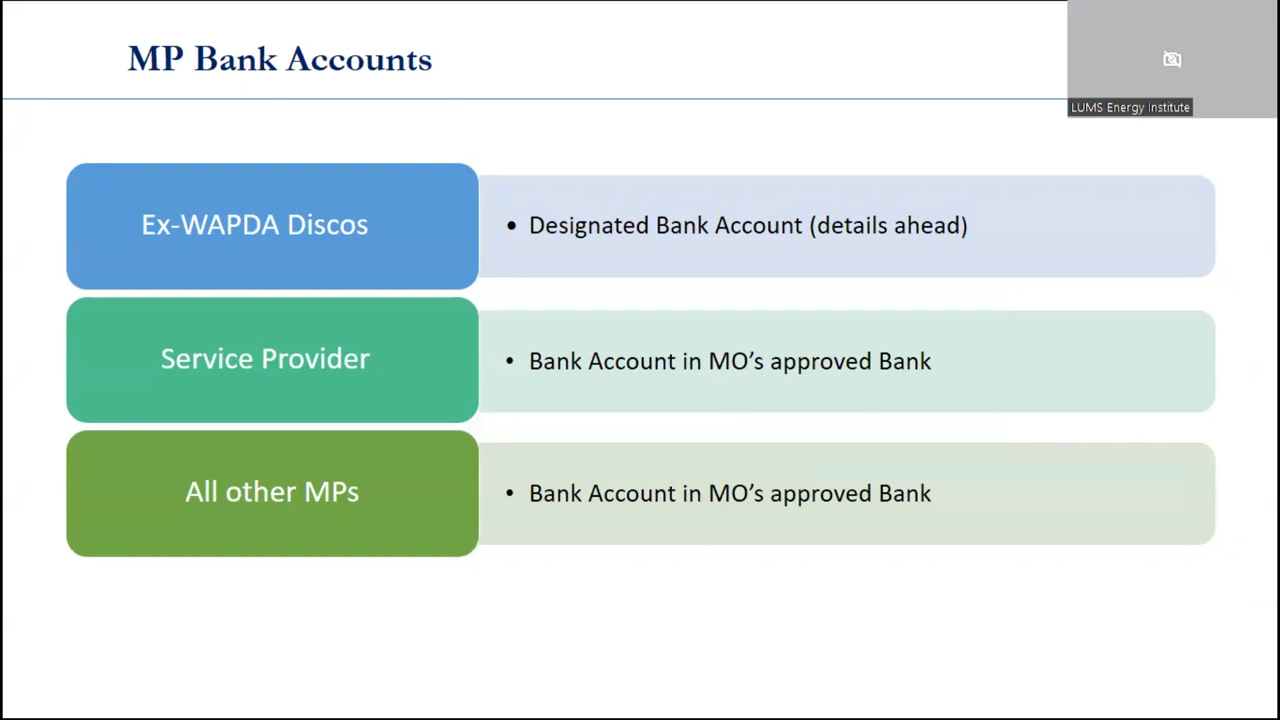 MP Bank Accounts
LUMS Energy Institute
Ex-WAPDA Discos
• Designated Bank Account (details ahead)
Service Provider
• Bank Account in MO’s approved Bank
All other MPs
• Bank Account in MO’s approved Bank